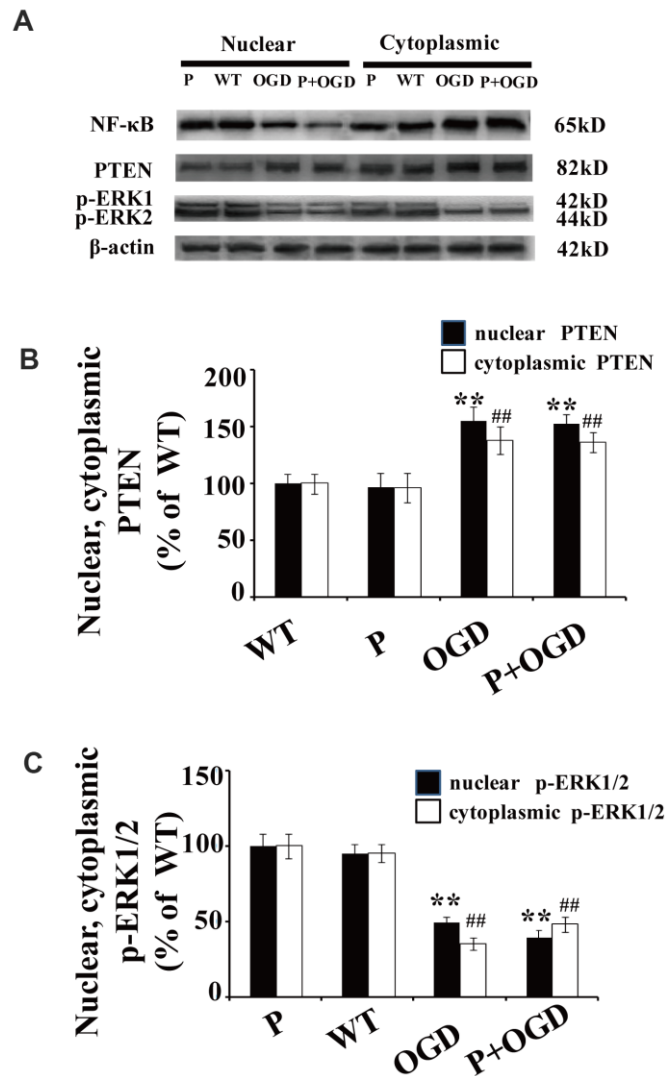 A
Nuclear Cytoplasmic
P WT OGD P+OGD P WT OGD P+OGD
NF-κB 65kD
PTEN 82kD
p-ERK1 42kD
p-ERK2 44kD
β-actin 42kD
B
nuclear PTEN
cytoplasmic PTEN
Nuclear, cytoplasmic
PTEN
(% of WT)
200
150
100
50
0
** ## ** ##
WT P OGD P+OGD
C
nuclear p-ERK1/2
cytoplasmic p-ERK1/2
Nuclear, cytoplasmic
p-ERK1/2
(% of WT)
150
100
50
0
** ## ** ##
P WT OGD P+OGD